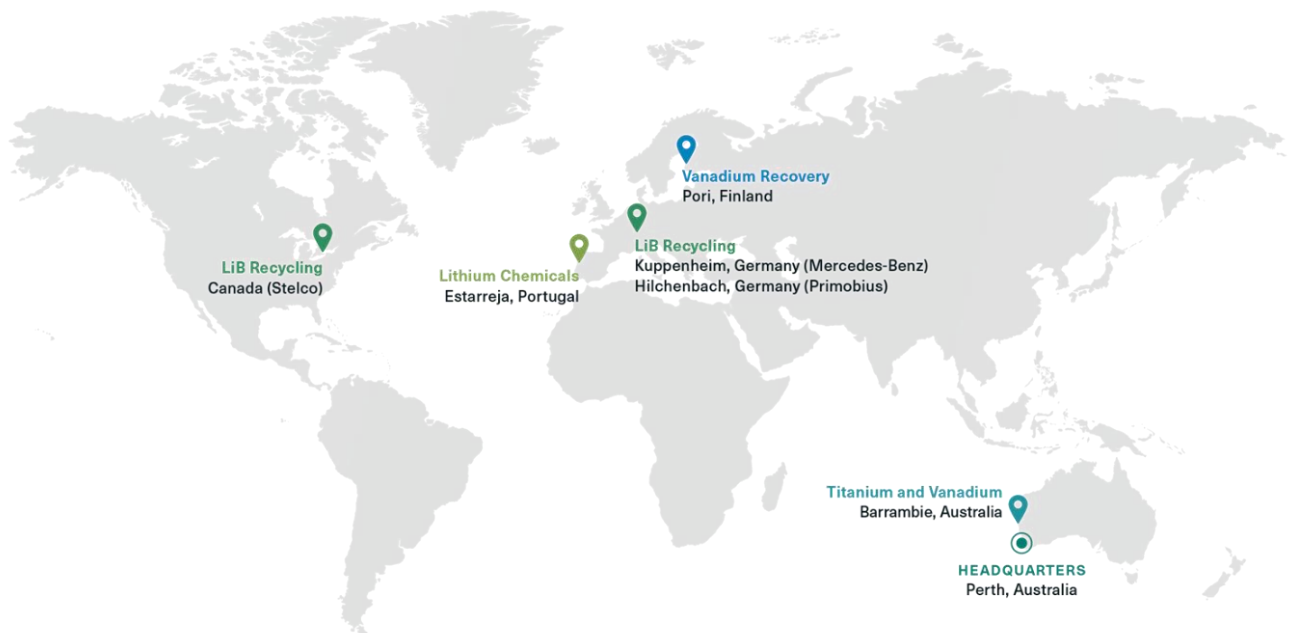 Vanadium Recovery
Pori, Finland
LiB Recycling
Kuppenheim, Germany (Mercedes-Benz)
Hilchenbach, Germany (Primobius)
LiB Recycling
Canada (Stelco)
Lithium Chemicals
Estarreja, Portugal
Titanium and Vanadium
Barrambie, Australia
HEADQUARTERS
Perth, Australia